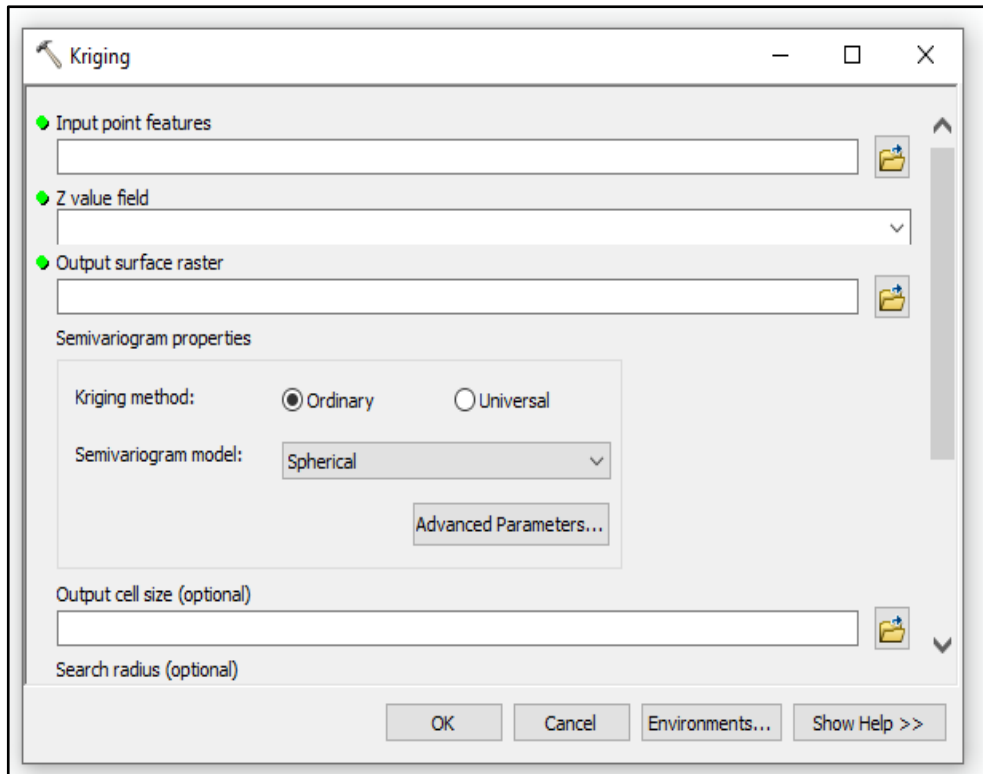 Kriging
Input point features
Z value field
Output surface raster
Semivariogram properties
Kriging method: Ordinary Universal
Semivariogram model: Spherical
Advanced Parameters...
Output cell size (optional)
Search radius (optional)
OK Cancel Environments... Show Help >>